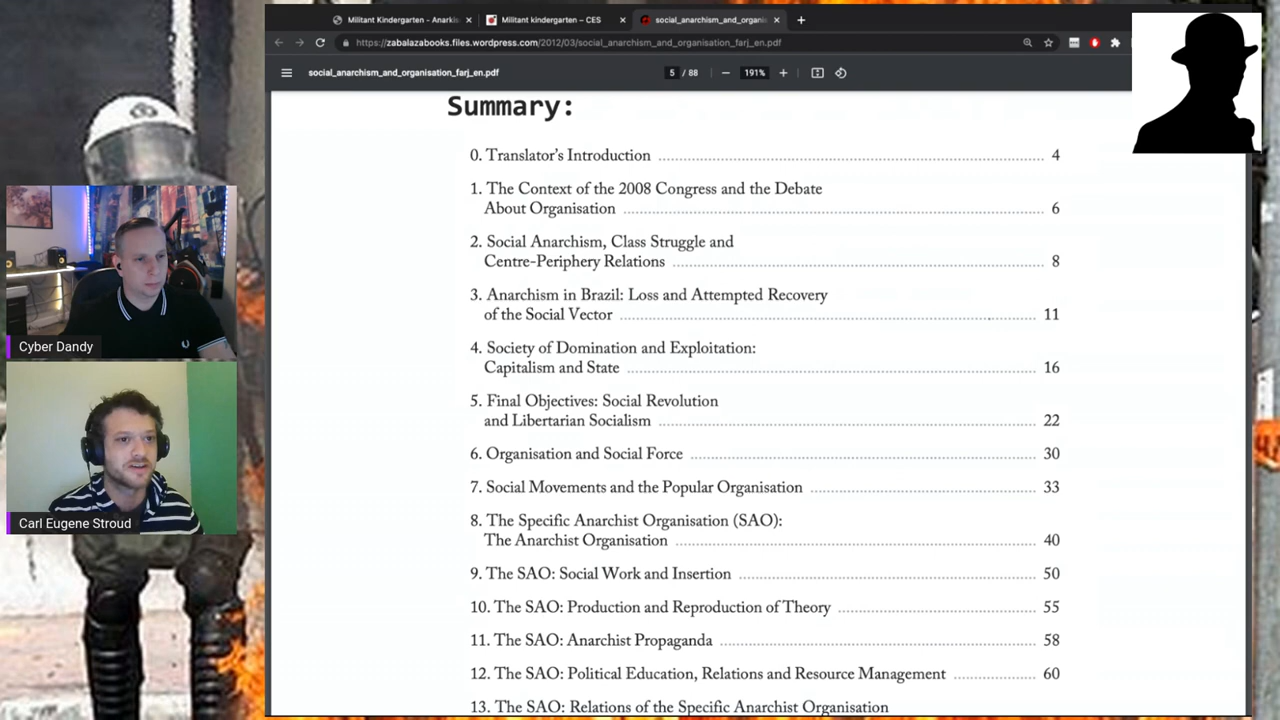 Militant Kindergarten - Anarkis
Militant kindergarten – CES
social_anarchism_and_organis
https://zabalazabooks.files.wordpress.com/2012/03/social_anarchism_and_organisation_farj_en.pdf
social_anarchism_and_organisation_farj_en.pdf
5 / 88
191%
Summary:
0. Translator's Introduction 4
1. The Context of the 2008 Congress and the Debate
About Organisation 6
2. Social Anarchism, Class Struggle and
Centre-Periphery Relations 8
3. Anarchism in Brazil: Loss and Attempted Recovery
of the Social Vector 11
4. Society of Domination and Exploitation:
Capitalism and State 16
5. Final Objectives: Social Revolution
and Libertarian Socialism 22
6. Organisation and Social Force 30
7. Social Movements and the Popular Organisation 33
8. The Specific Anarchist Organisation (SAO):
The Anarchist Organisation 40
9. The SAO: Social Work and Insertion 50
10. The SAO: Production and Reproduction of Theory 55
11. The SAO: Anarchist Propaganda 58
12. The SAO: Political Education, Relations and Resource Management 60
13. The SAO: Relations of the Specific Anarchist Organisation
Cyber Dandy
Carl Eugene Stroud